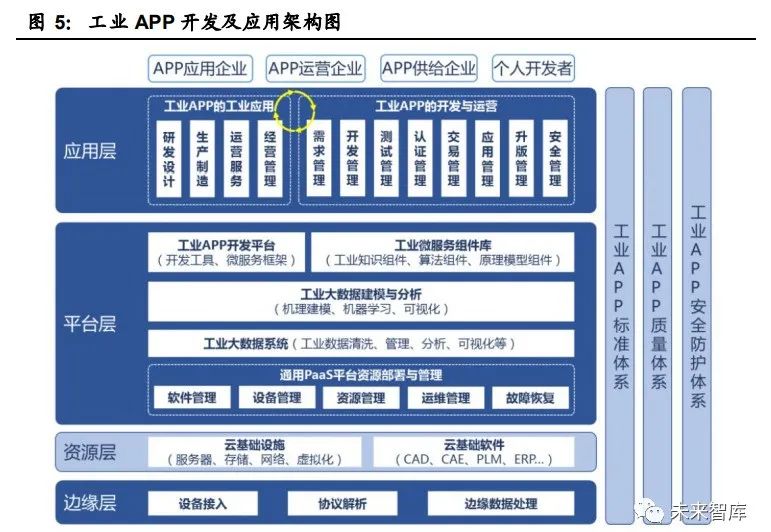 图 5： 工业 APP 开发及应用架构图
APP应用企业 APP运营企业 APP供给企业 个人开发者
应用层
工业APP的工业应用
研发设计
生产制造
运营服务
经营管理
工业APP的开发与运营
需求管理
开发管理
测试管理
认证管理
交易管理
应用管理
升版管理
安全管理
平台层
工业APP开发平台
（开发工具、微服务框架）
工业微服务组件库
（工业知识组件、算法组件、原理模型组件）
工业大数据建模与分析
（机理建模、机器学习、可视化）
工业大数据系统（工业数据清洗、管理、分析、可视化等）
通用PaaS平台资源部署与管理
软件管理 设备管理 资源管理 运维管理 故障恢复
资源层
云基础设施
（服务器、存储、网络、虚拟化）
云基础软件
（CAD、CAE、PLM、ERP...）
边缘层
设备接入 协议解析 边缘数据处理
工业APP标准体系
工业APP质量体系
工业APP安全防护体系
未来智库